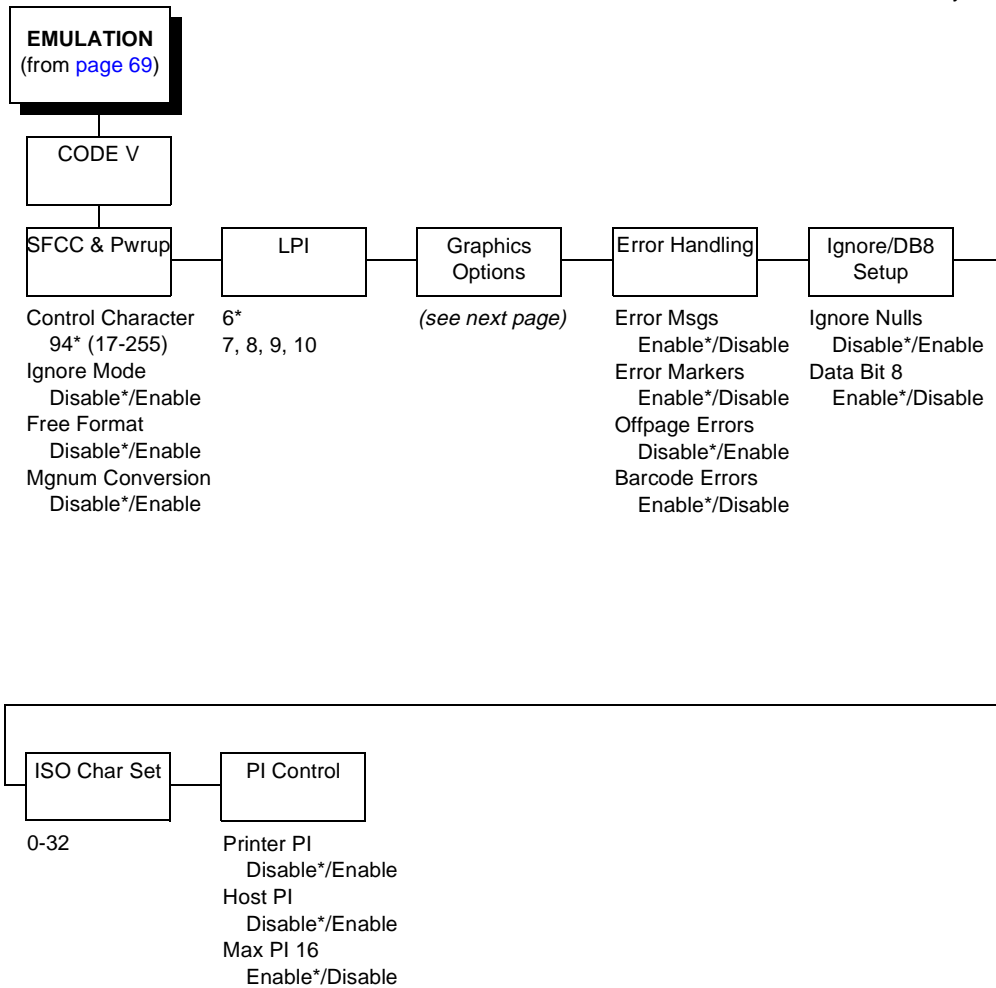 EMULATION
(from page 69)
CODE V
SFCC & Pwrup
Control Character
94* (17-255)
Ignore Mode
Disable*/Enable
Free Format
Disable*/Enable
Mgnum Conversion
Disable*/Enable
LPI
6*
7, 8, 9, 10
Graphics
Options
(see next page)
Error Handling
Error Msgs
Enable*/Disable
Error Markers
Enable*/Disable
Offpage Errors
Disable*/Enable
Barcode Errors
Enable*/Disable
Ignore/DB8
Setup
Ignore Nulls
Disable*/Enable
Data Bit 8
Enable*/Disable
ISO Char Set
0-32
PI Control
Printer PI
Disable*/Enable
Host PI
Disable*/Enable
Max PI 16
Enable*/Disable